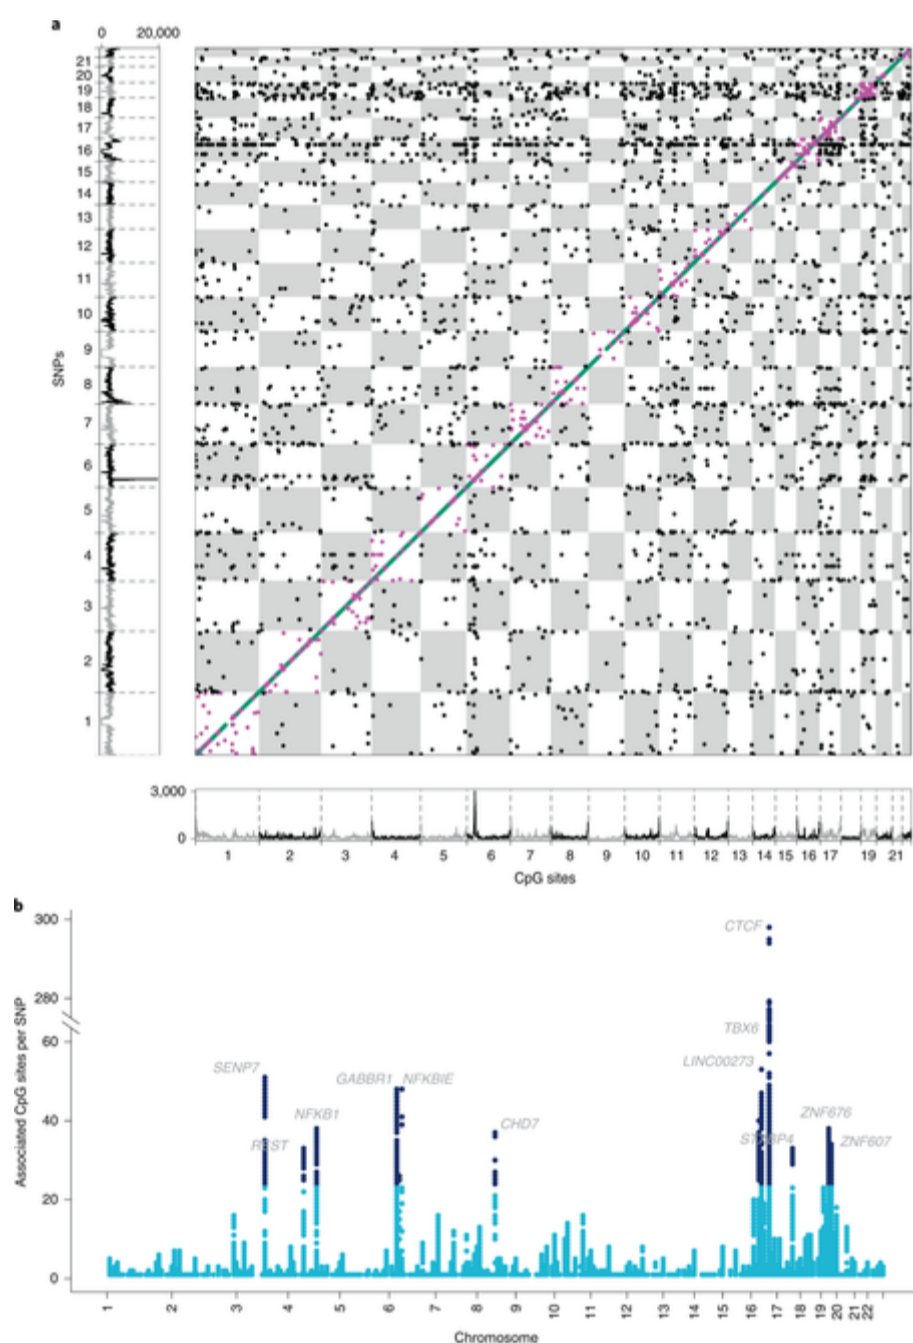 a
0 20,000
21
20
19
18
17
16
15
14
13
12
11
10
9
8
7
6
5
4
3
2
1
SNPs
3,000
0
1 2 3 4 5 6 7 8 9 10 11 12 13 14 15 16 17 19 21
CpG sites
b
300
280
60
40
20
0
Associated CpG sites per SNP
CTCF
TBX6
LINC00273
SENP7
GABBR1 NFKBIE
NFKB1
CHD7
ZNF676
REST
ZNF607
1 2 3 4 5 6 7 8 9 10 11 12 13 14 15 16 17 18 19 20 21 22
Chromosome